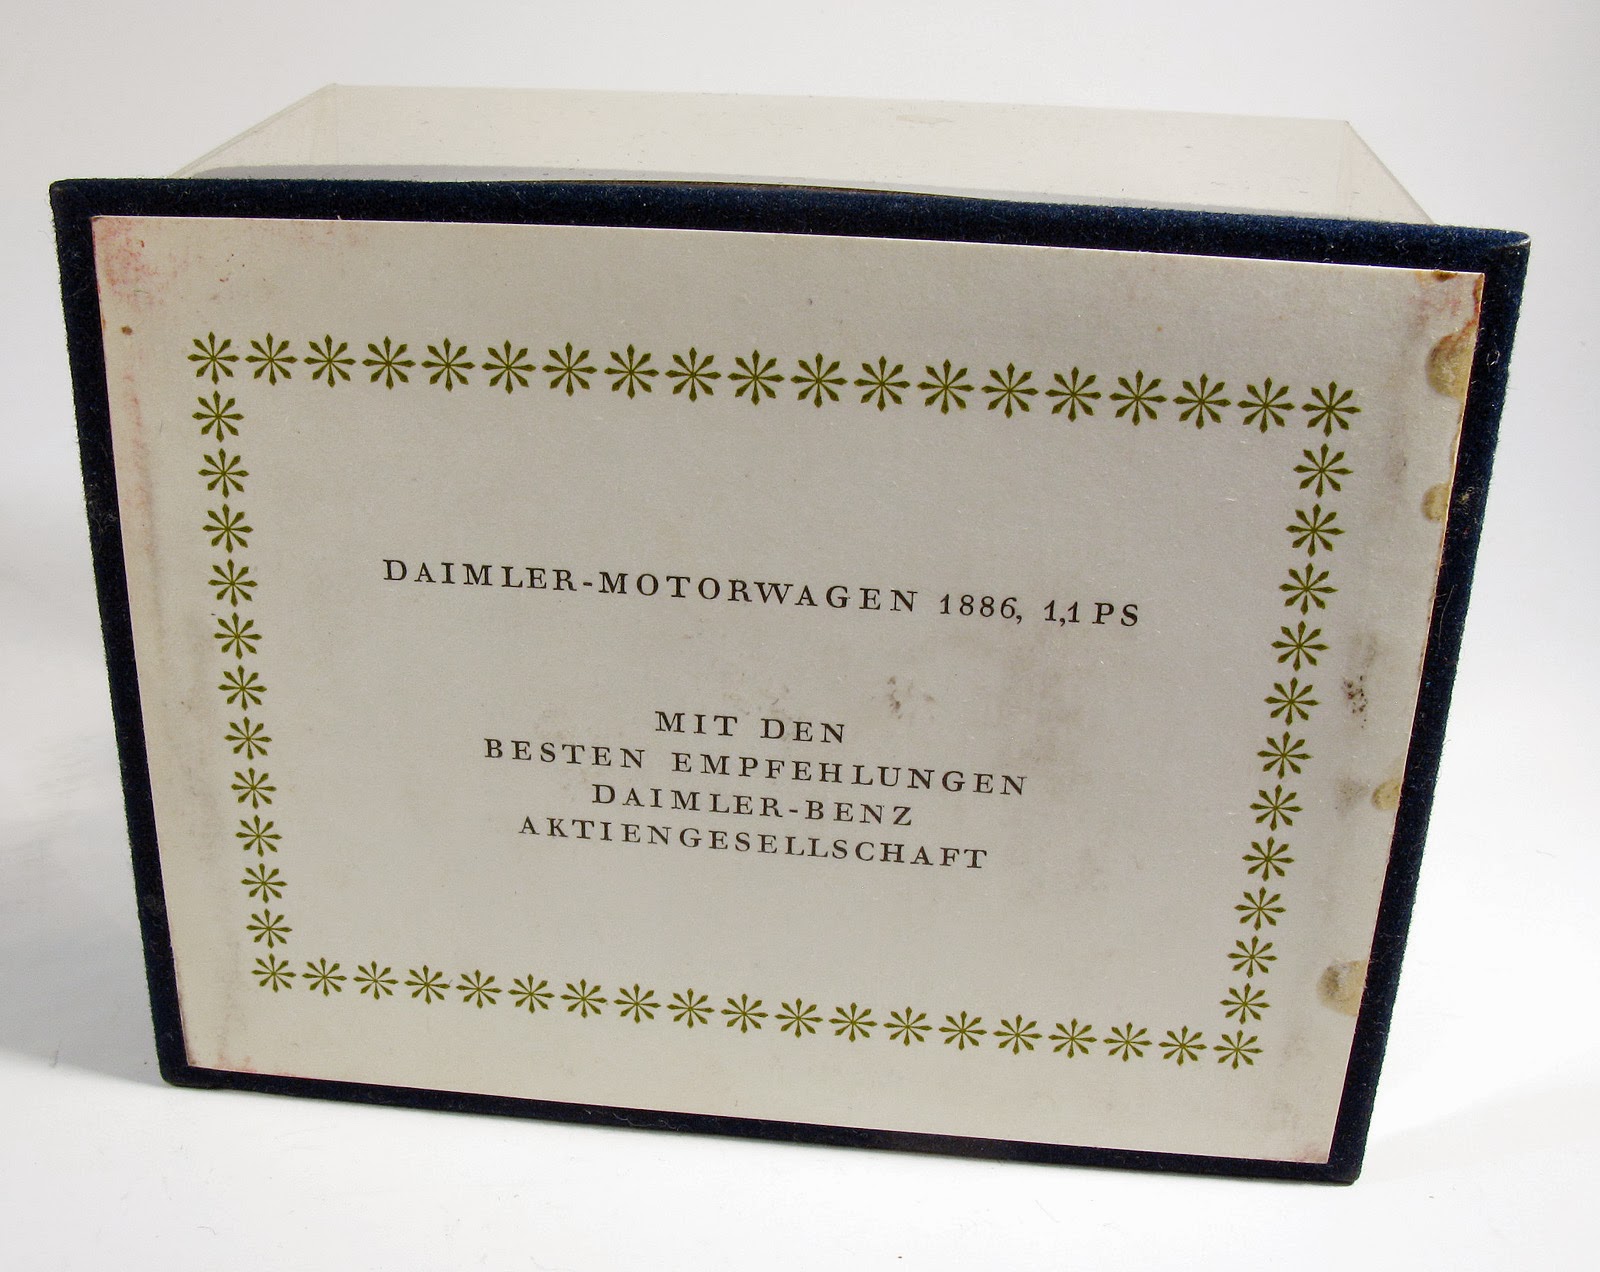 DAIMLER-MOTORWAGEN 1886, 1,1 PS
MIT DEN
BESTEN EMPFEHLUNGEN
DAIMLER-BENZ
AKTIENGESELLSCHAFT